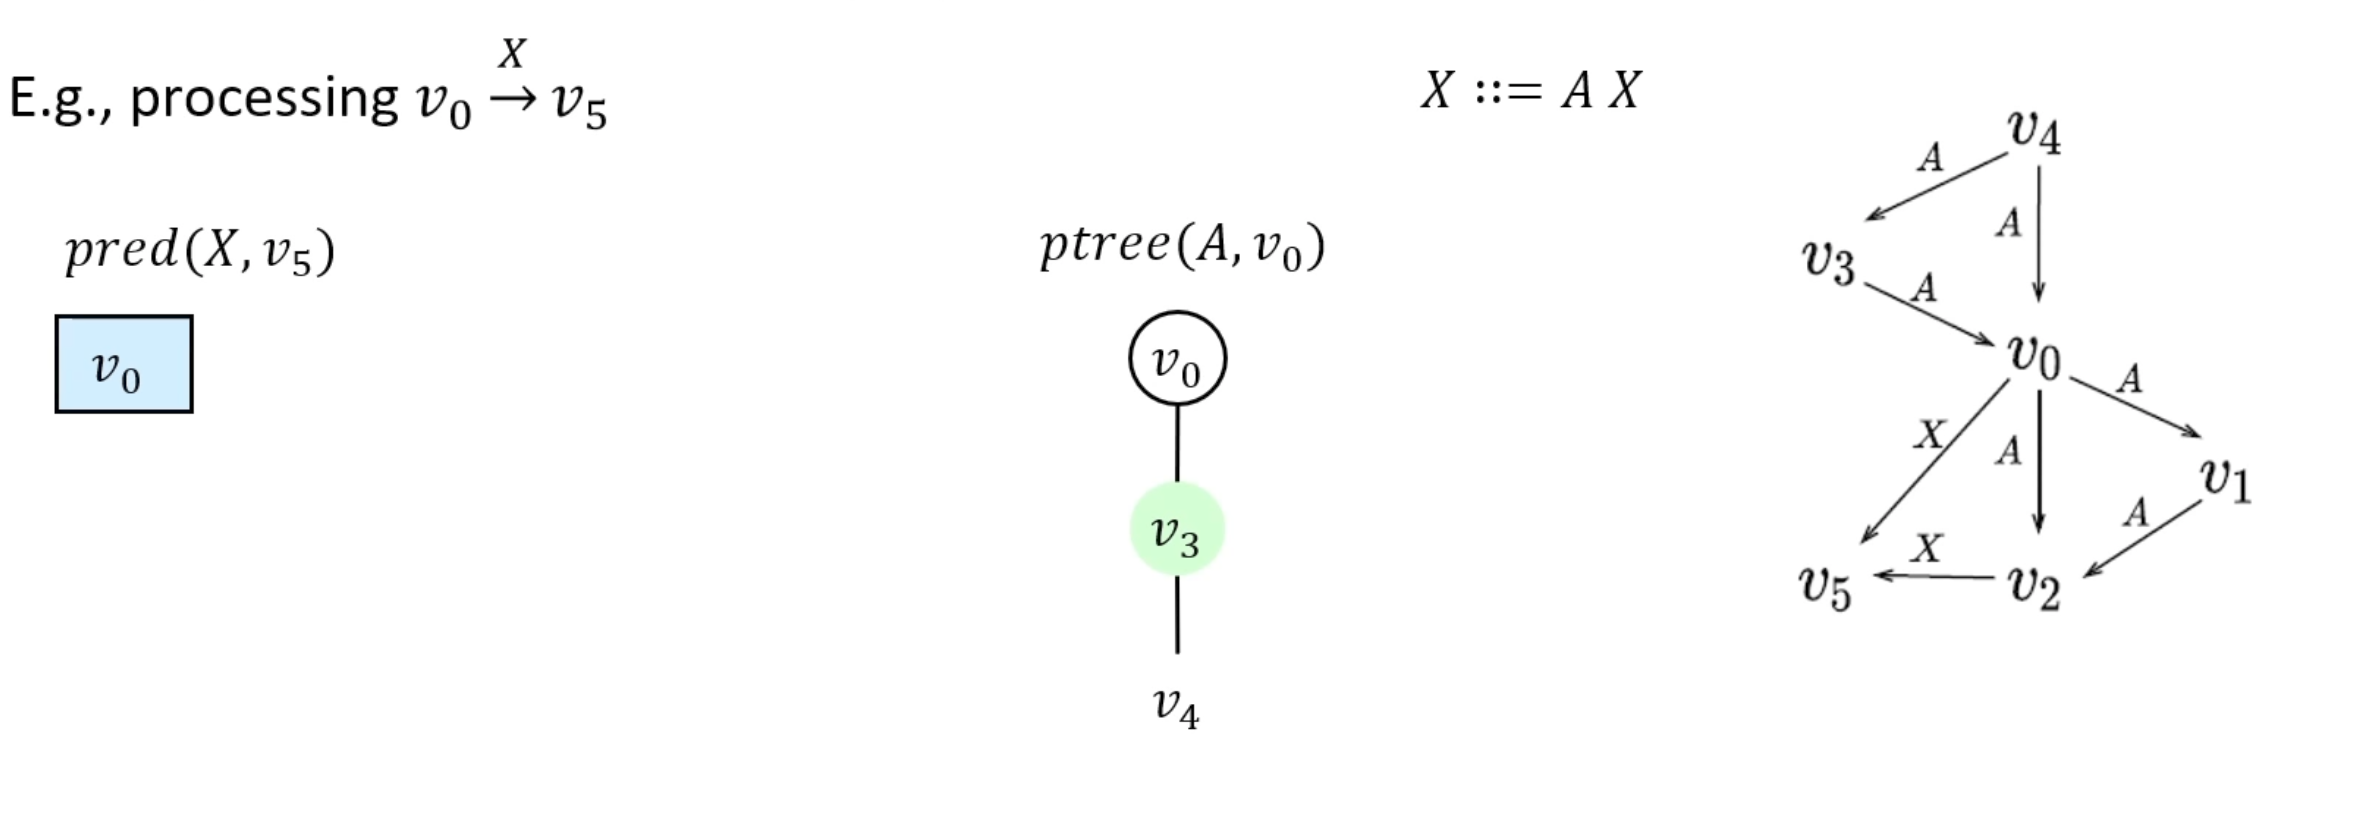 X
E.g., processing v₀ → v₅
X ::= A X
pred(X, v₅)
v₀
ptree(A, v₀)
v₀
v₃
v₄
v₄
A
A
v₃
A
v₀
A
X
A
v₁
A
X
v₅
v₂